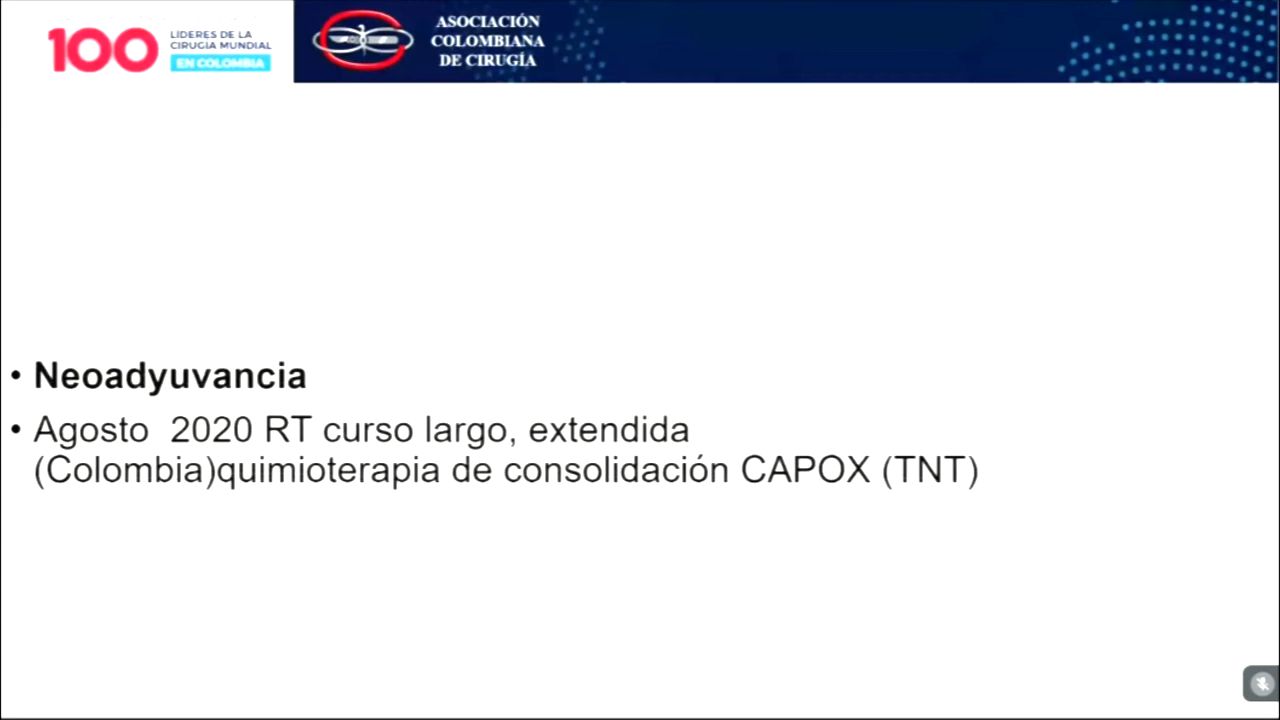 100
LIDERES DE LA
CIRUGIA MUNDIAL
EN COLOMBIA
ASOCIACIÓN
COLOMBIANA
DE CIRUGÍA
• Neoadyuvancia
• Agosto  2020 RT curso largo, extendida
(Colombia)quimioterapia de consolidación CAPOX (TNT)